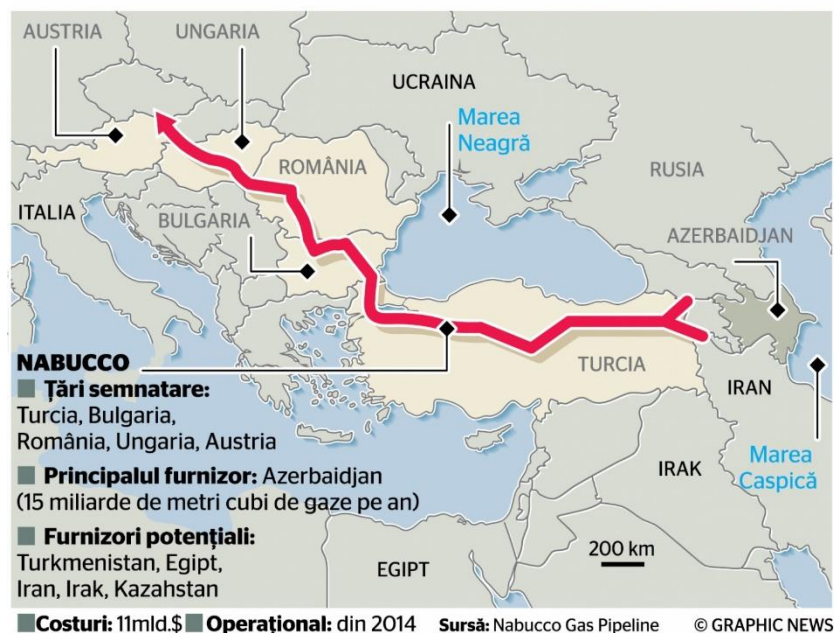 AUSTRIA
UNGARIA
UCRAINA
Marea
Neagră
RUSIA
ROMÂNIA
ITALIA
BULGARIA
AZERBAIDJAN
TURCIA
IRAN
IRAK
Marea
Caspică
EGIPT
200 km
NABUCCO
Țări semnatare:
Turcia, Bulgaria,
România, Ungaria, Austria
Principalul furnizor: Azerbaidjan
(15 miliarde de metri cubi de gaze pe an)
Furnizori potențiali:
Turkmenistan, Egipt,
Iran, Irak, Kazahstan
Costuri: 11mld.$ Operațional: din 2014 Sursă: Nabucco Gas Pipeline © GRAPHIC NEWS